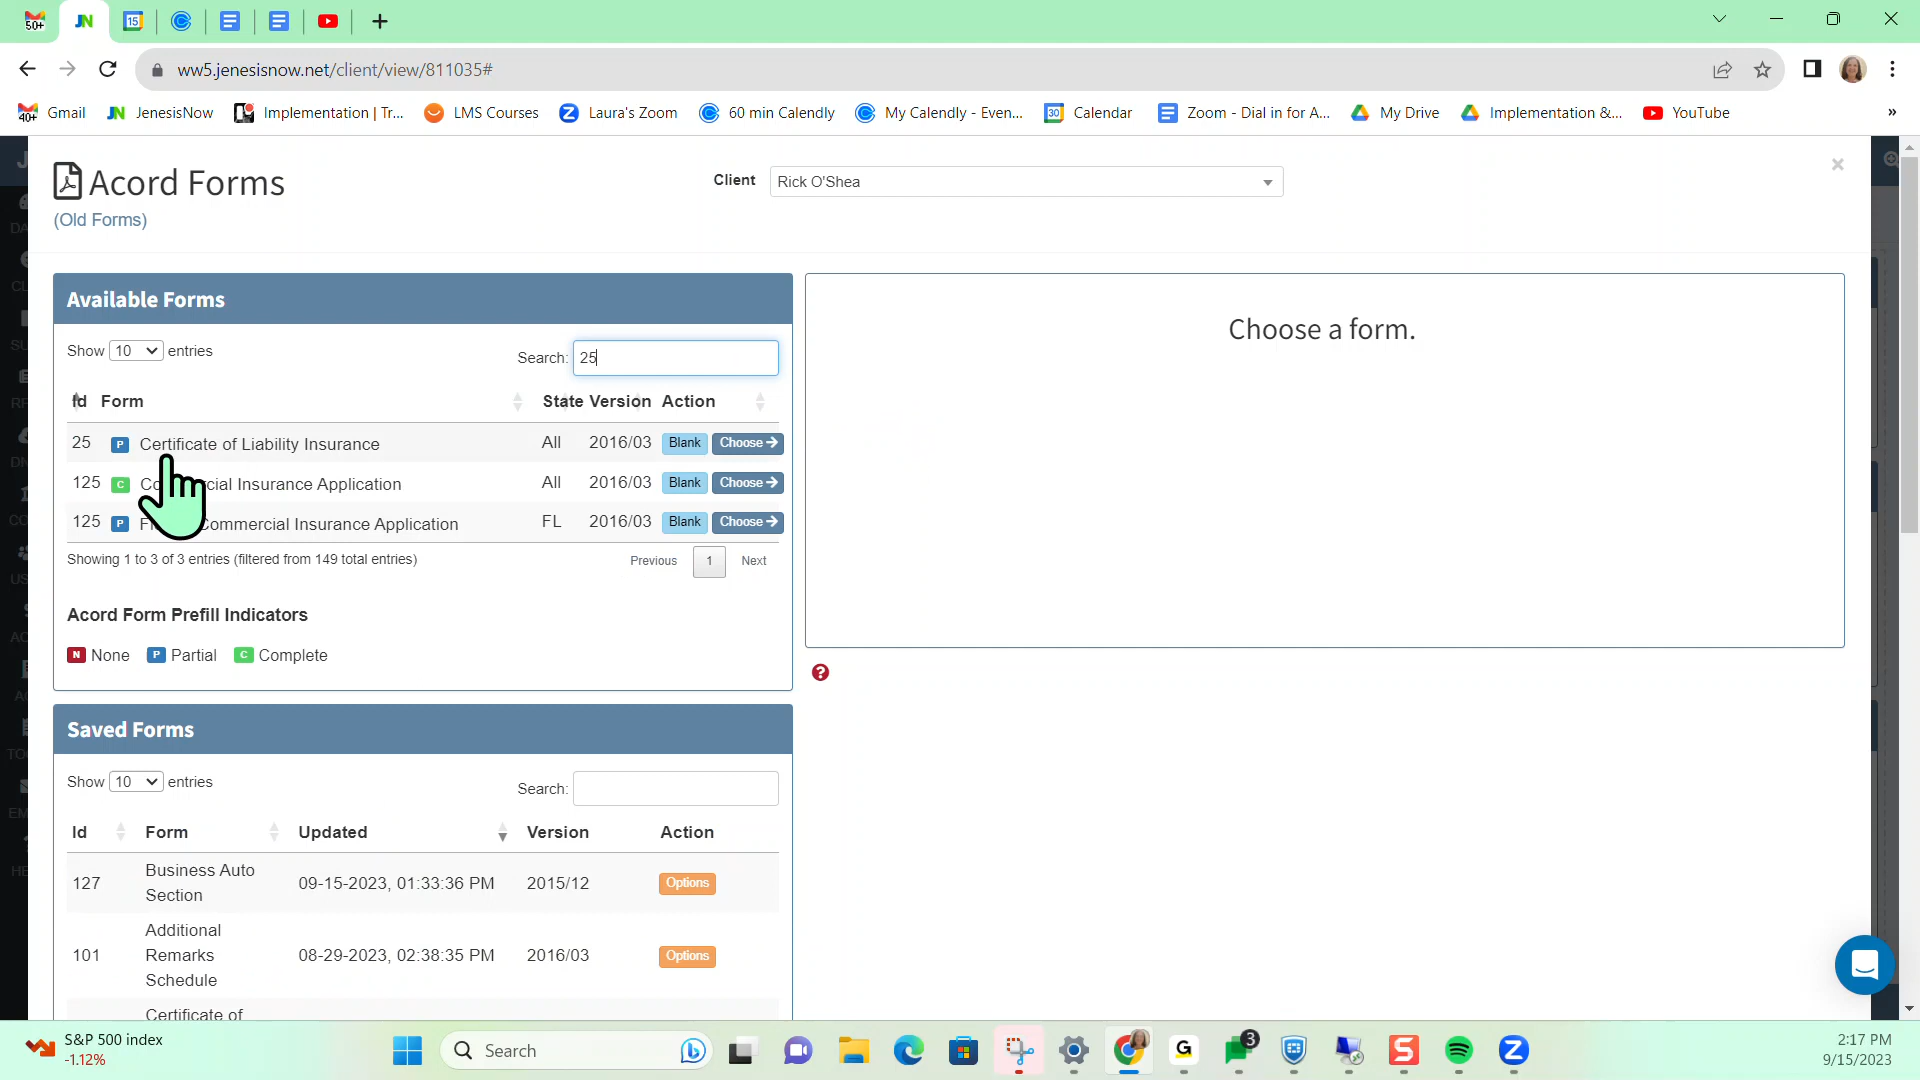 50+
JN
15
ww5.jenesisnow.net/client/view/811035#
40+
Gmail
JN JenesisNow
Implementation | Tr...
LMS Courses
Laura's Zoom
60 min Calendly
My Calendly - Even...
30 Calendar
Zoom - Dial in for A...
My Drive
Implementation &...
YouTube
»
Acord Forms
(Old Forms)
Client Rick O'Shea
×
Available Forms
Show 10 entries
Search: 25
Id Form State Version Action
25 P Certificate of Liability Insurance All 2016/03 Blank Choose
125 C Insurance Application All 2016/03 Blank Choose
125 P Commercial Insurance Application FL 2016/03 Blank Choose
Showing 1 to 3 of 3 entries (filtered from 149 total entries)
Previous 1 Next
Acord Form Prefill Indicators
N None P Partial C Complete
Choose a form.
?
Saved Forms
Show 10 entries
Search:
Id Form Updated Version Action
127 Business Auto Section 09-15-2023, 01:33:36 PM 2015/12 Options
101 Additional Remarks Schedule 08-29-2023, 02:38:35 PM 2016/03 Options
Certificate of
S&P 500 index
-1.12%
Search
G
3
S
2:17 PM
9/15/2023